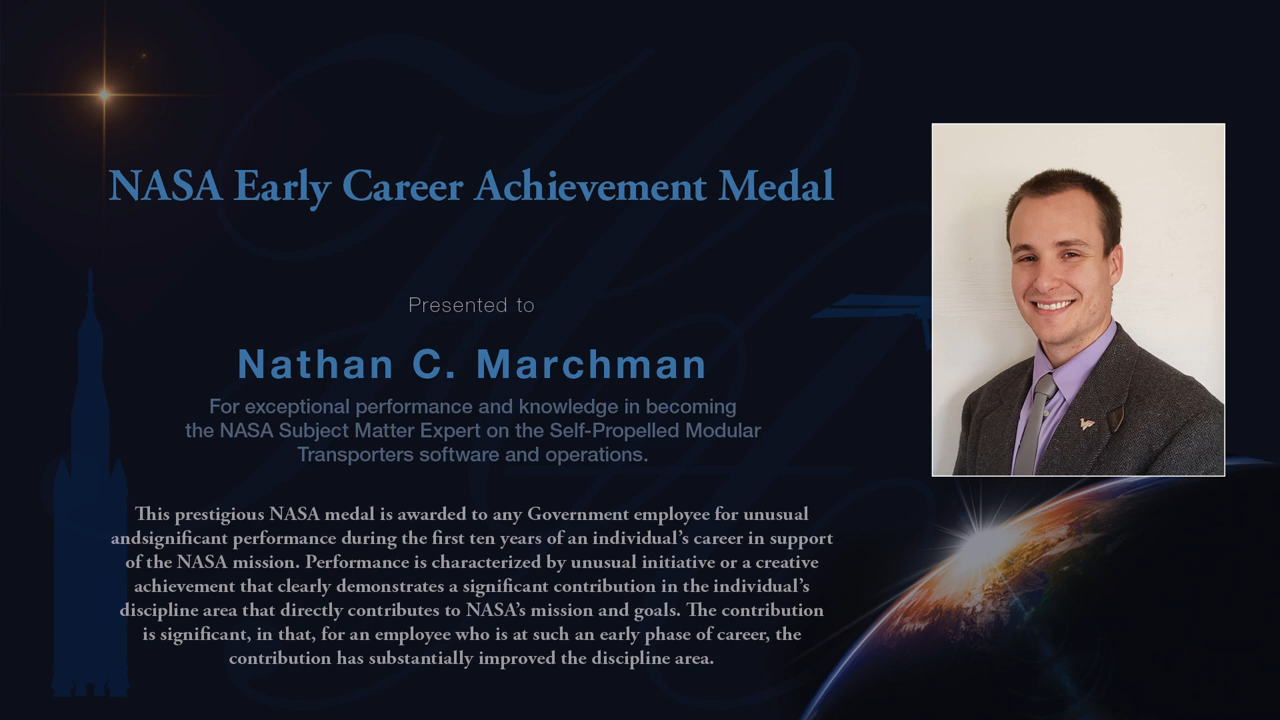 NASA Early Career Achievement Medal
Presented to
Nathan C. Marchman
For exceptional performance and knowledge in becoming
the NASA Subject Matter Expert on the Self-Propelled Modular
Transporters software and operations.
This prestigious NASA medal is awarded to any Government employee for unusual
andsignificant performance during the first ten years of an individual’s career in support
of the NASA mission. Performance is characterized by unusual initiative or a creative
achievement that clearly demonstrates a significant contribution in the individual’s
discipline area that directly contributes to NASA’s mission and goals. The contribution
is significant, in that, for an employee who is at such an early phase of career, the
contribution has substantially improved the discipline area.